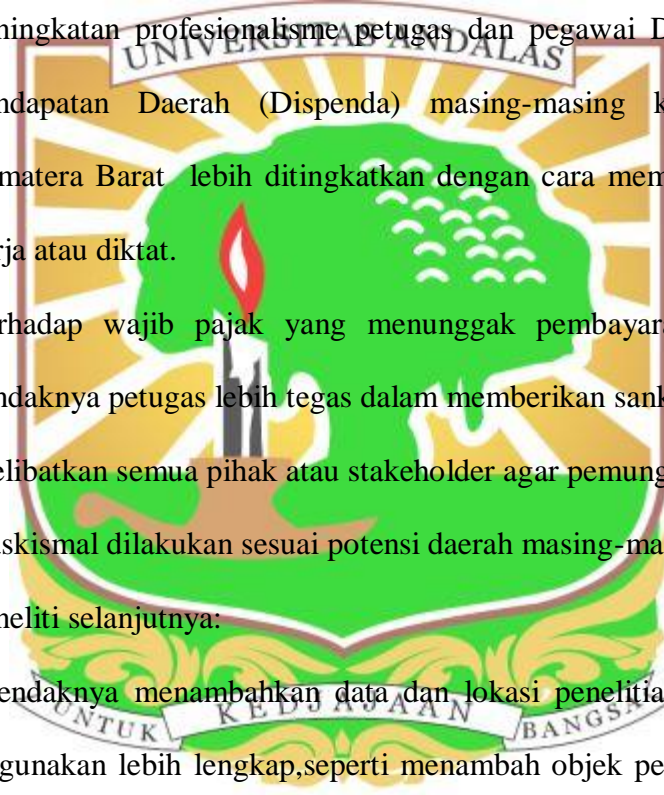 ningkatan profesionalisme petugas dan pegawai D
UNIVERSITAS ANDALAS
ndapatan Daerah (Dispenda) masing-masing k
matera Barat lebih ditingkatkan dengan cara mem
rja atau diktat.
rhadap wajib pajak yang menunggak pembayara
ndaknya petugas lebih tegas dalam memberikan sank
elibatkan semua pihak atau stakeholder agar pemung
skismal dilakukan sesuai potensi daerah masing-ma
neliti selanjutnya:
endaknya menambahkan data dan lokasi penelitia
UNTUK KEDJAJAAN BANGSA
gunakan lebih lengkap,seperti menambah objek pe